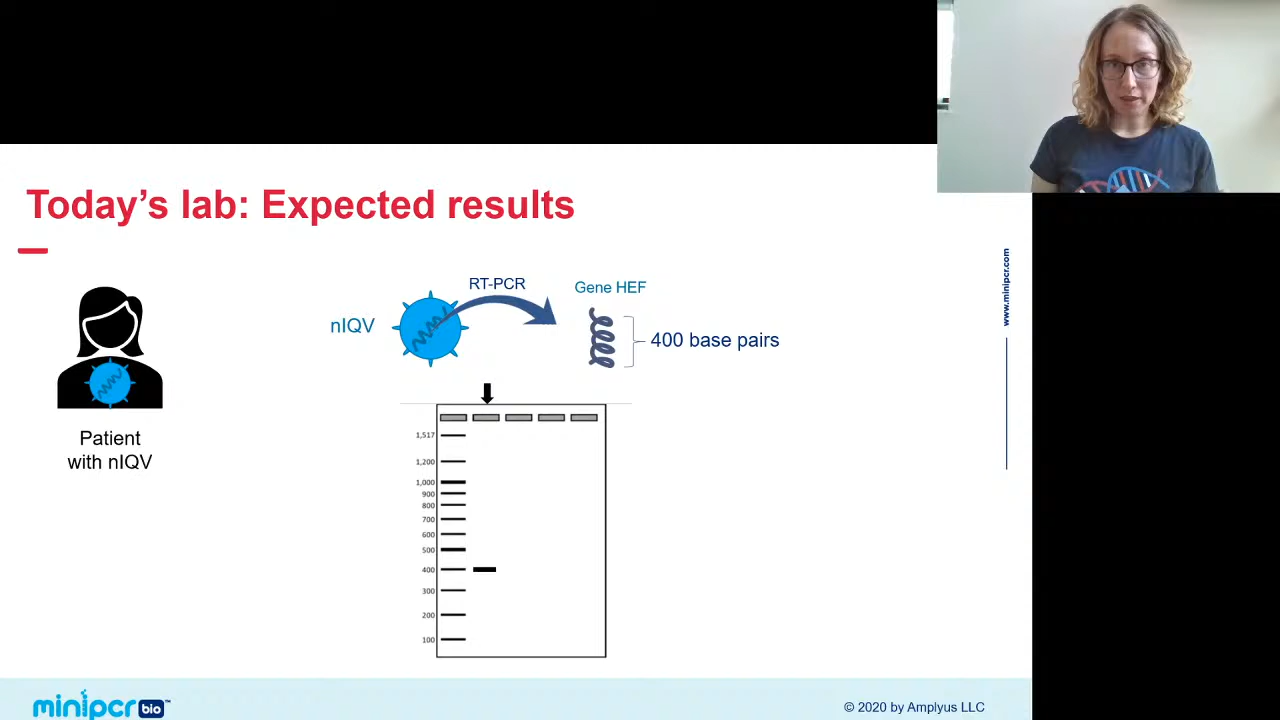 Today's lab: Expected results
www.minipcr.com
RT-PCR
Gene HEF
nIQV
400 base pairs
Patient
with nIQV
1,517
1,200
1,000
900
800
700
600
500
400
300
200
100
minipcr bio™
© 2020 by Amplyus LLC